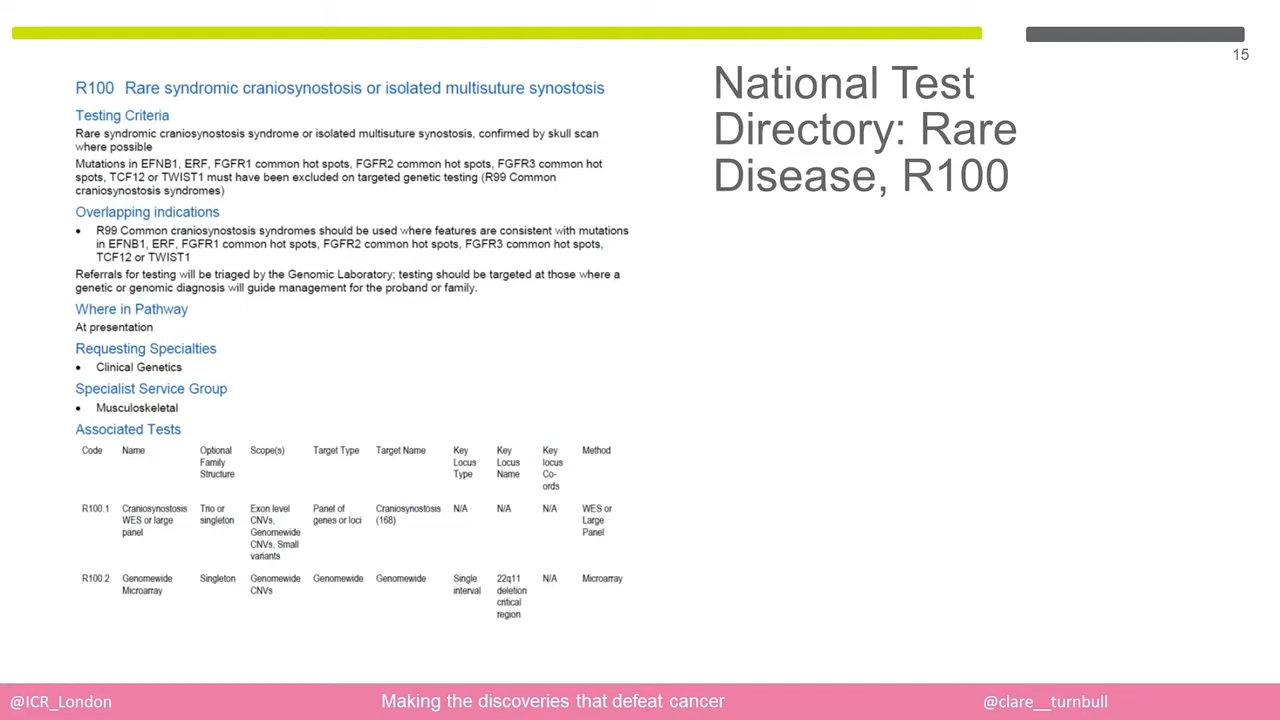 15
National Test
Directory: Rare
Disease, R100
R100 Rare syndromic craniosynostosis or isolated multisuture synostosis
Testing Criteria
Rare syndromic craniosynostosis syndrome or isolated multisuture synostosis, confirmed by skull scan
where possible
Mutations in EFNB1, ERF, FGFR1 common hot spots, FGFR2 common hot spots, FGFR3 common hot
spots, TCF12 or TWIST1 must have been excluded on targeted genetic testing (R99 Common
craniosynostosis syndromes)
Overlapping indications
• R99 Common craniosynostosis syndromes should be used where features are consistent with mutations
in EFNB1, ERF, FGFR1 common hot spots, FGFR2 common hot spots, FGFR3 common hot spots,
TCF12 or TWIST1
Referrals for testing will be triaged by the Genomic Laboratory; testing should be targeted at those where a
genetic or genomic diagnosis will guide management for the proband or family.
Where in Pathway
At presentation
Requesting Specialties
• Clinical Genetics
Specialist Service Group
• Musculoskeletal
Associated Tests
Code Name Optional Scope(s) Target Type Target Name Key Key Key Method
Family Locus Locus locus
Structure Type Name Co-
ords
R100.1 Craniosynostosis Trio or Exon level Panel of Craniosynostosis N/A N/A N/A WES or
WES or large singleton CNVs, genes or loci (168) Large
panel Genomewide Panel
CNVs, Small
variants
R100.2 Genomewide Singleton Genomewide Genomewide Genomewide Single 22q11 N/A Microarray
Microarray CNVs interval deletion
critical
region
@ICR_London Making the discoveries that defeat cancer @clare__turnbull